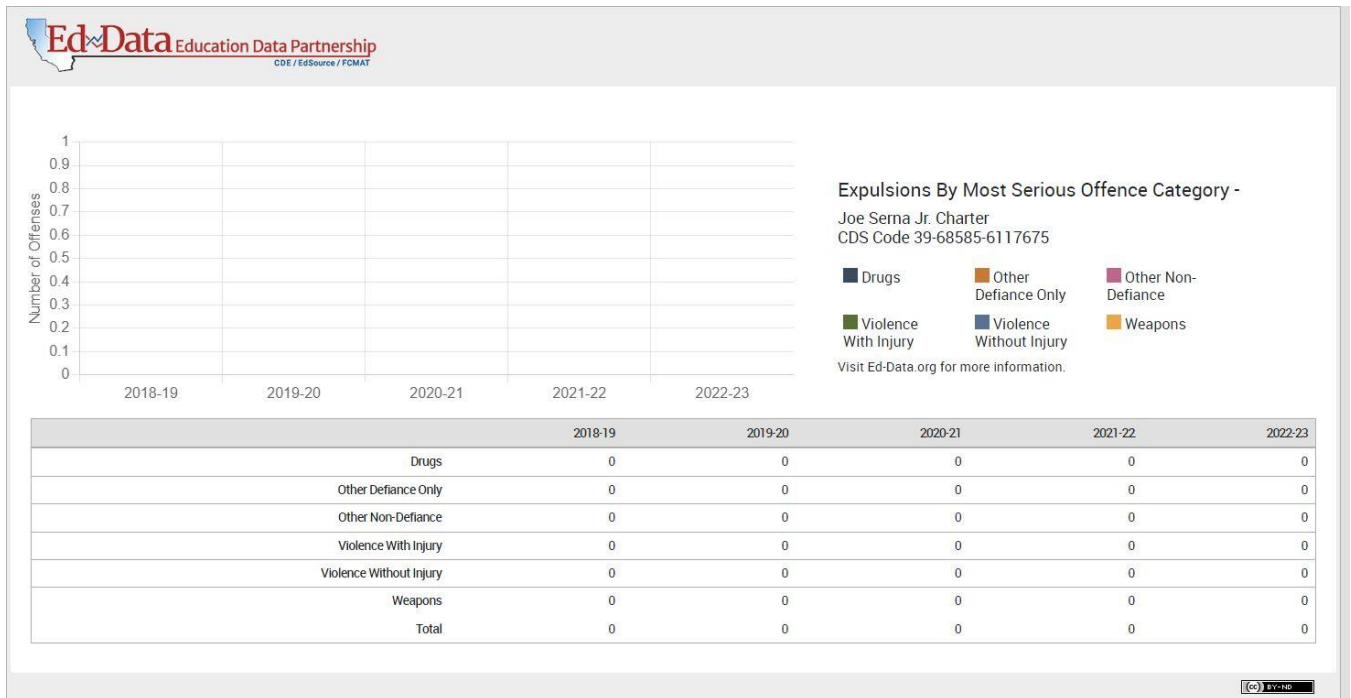 Ed Data Education Data Partnership
CDE / EdSource / FCMAT
1
0.9
0.8
0.7
0.6
0.5
0.4
0.3
0.2
0.1
0
Number of Offenses
2018-19 2019-20 2020-21 2021-22 2022-23
Expulsions By Most Serious Offence Category -
Joe Serna Jr. Charter
CDS Code 39-68585-6117675
Drugs
Other
Defiance Only
Other Non-
Defiance
Violence
With Injury
Violence
Without Injury
Weapons
Visit Ed-Data.org for more information.
2018-19 2019-20 2020-21 2021-22 2022-23
Drugs 0 0 0 0 0
Other Defiance Only 0 0 0 0 0
Other Non-Defiance 0 0 0 0 0
Violence With Injury 0 0 0 0 0
Violence Without Injury 0 0 0 0 0
Weapons 0 0 0 0 0
Total 0 0 0 0 0
cc BY-ND